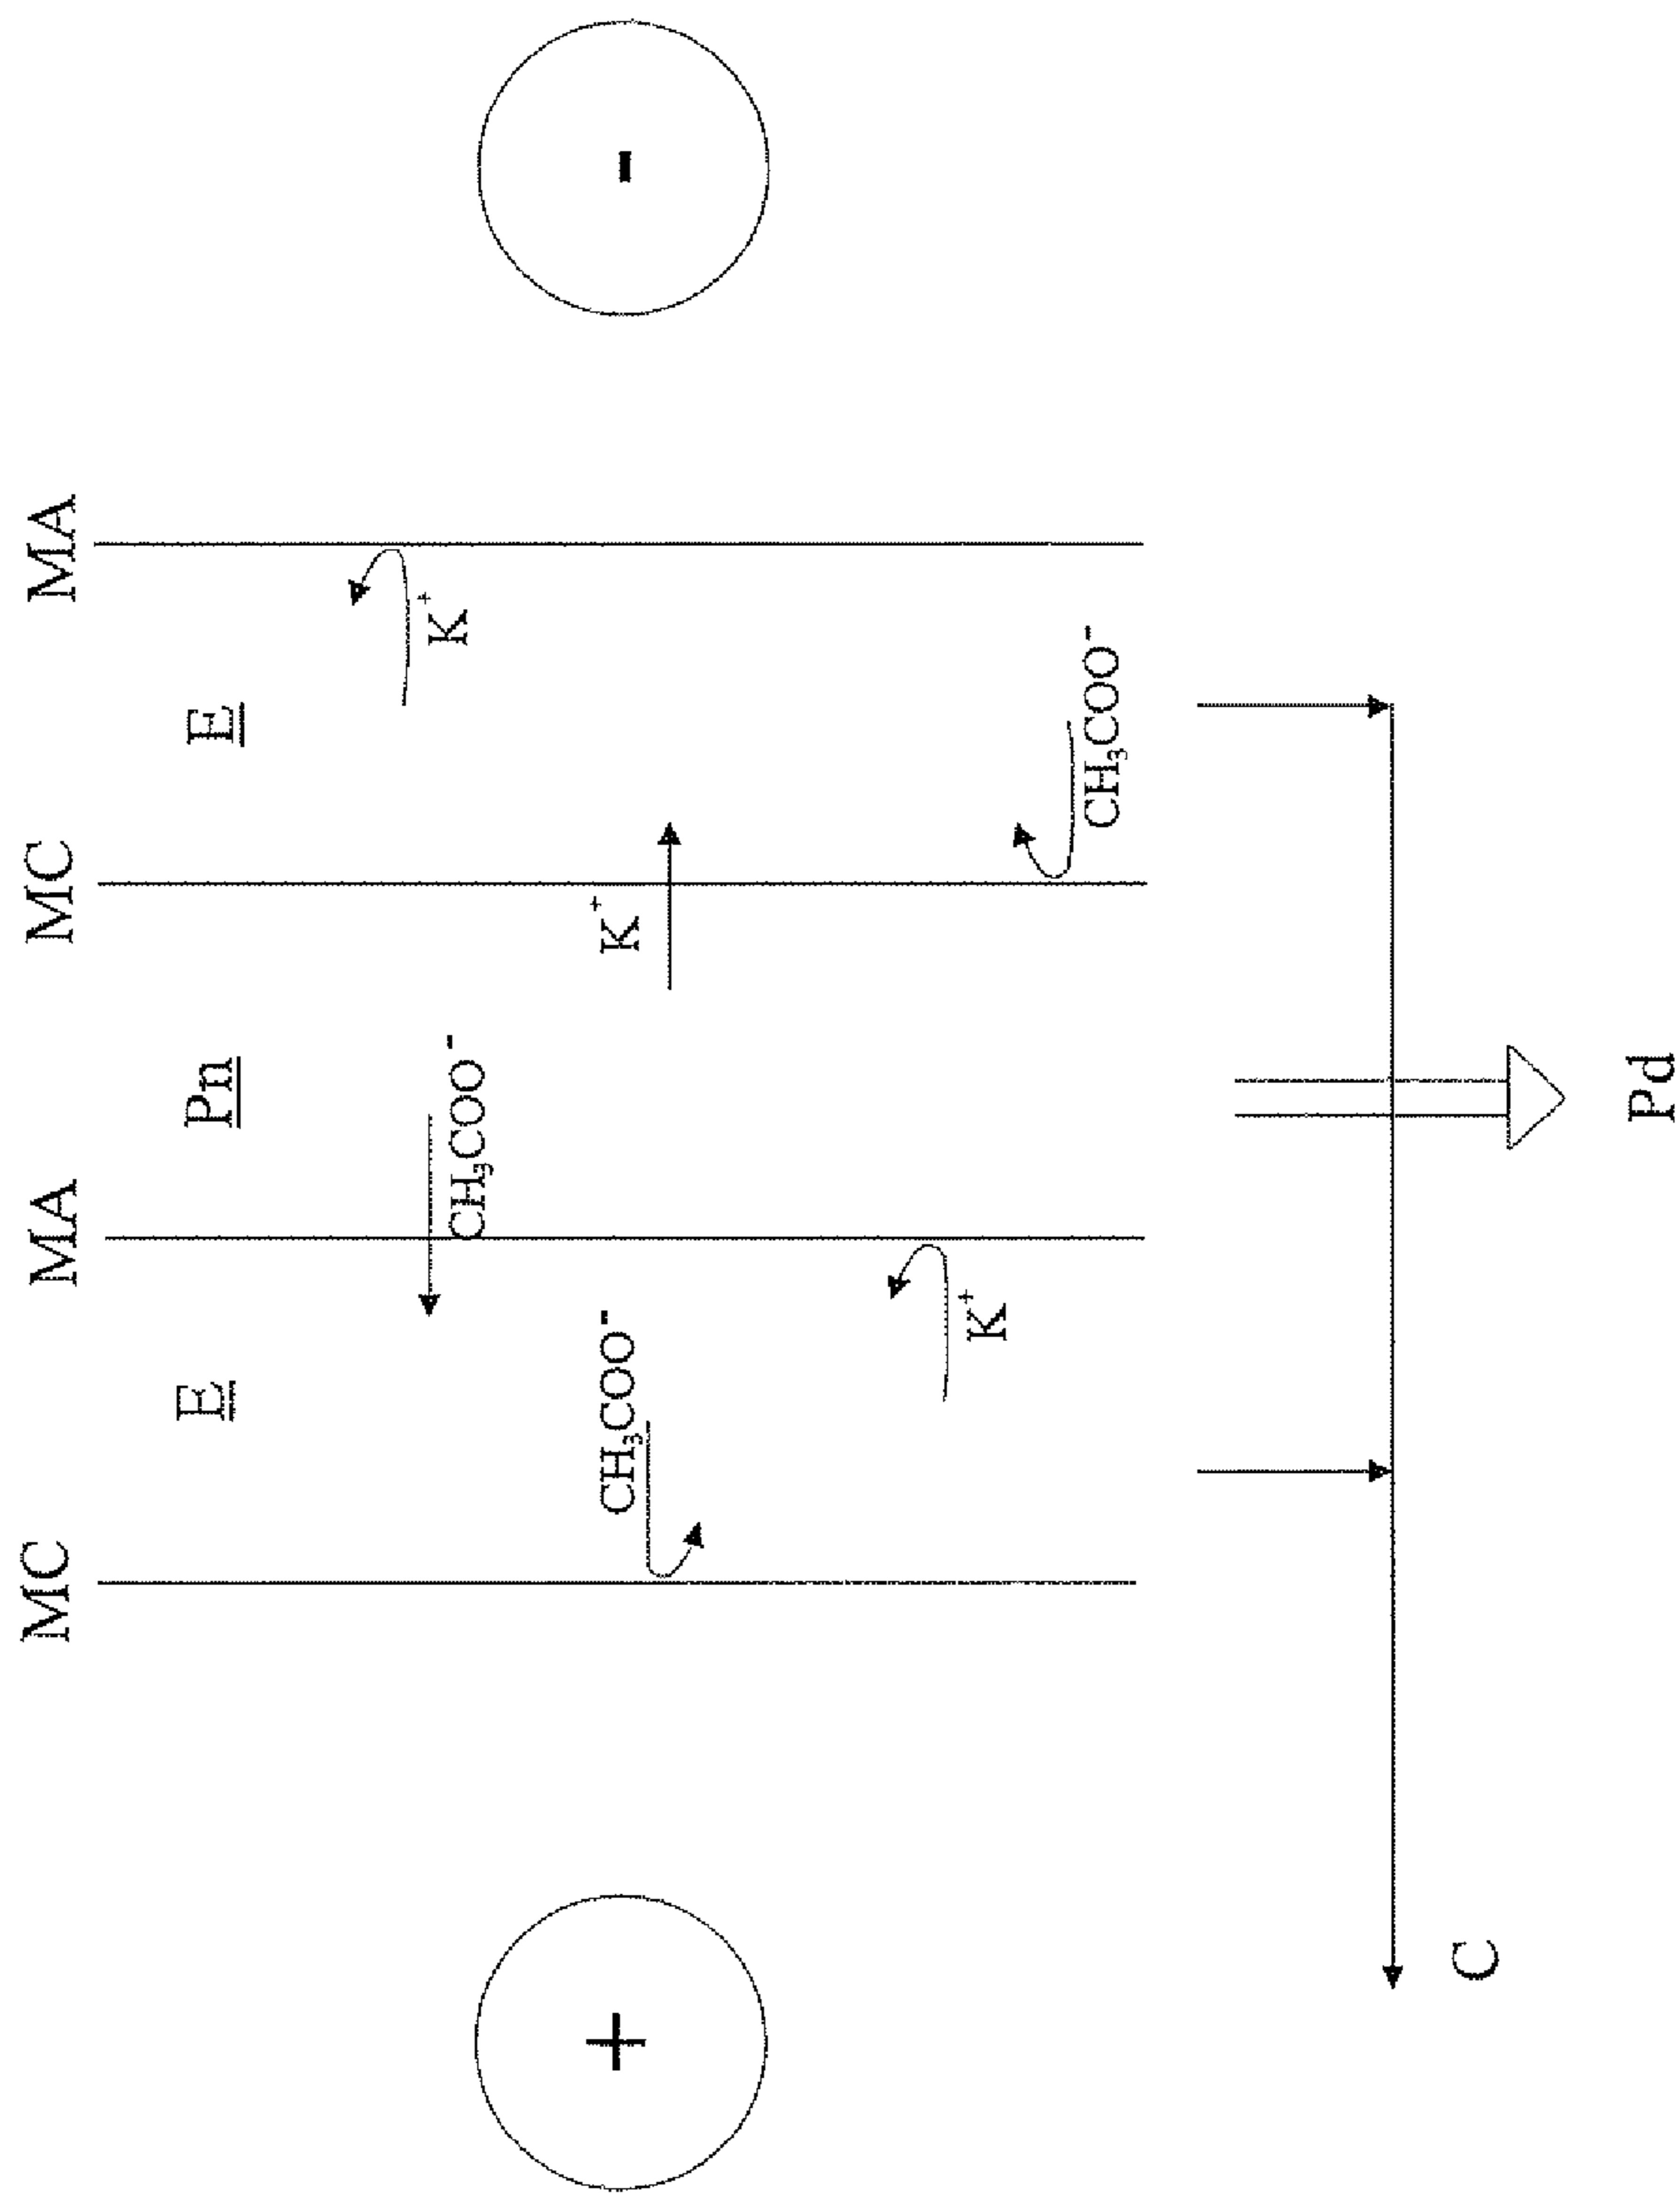 MC MA MC MA
E Pn E
CH₃COO⁻ K⁺
CH₃COO⁻ K⁺
K⁺ CH₃COO⁻
+ -
C
Pd